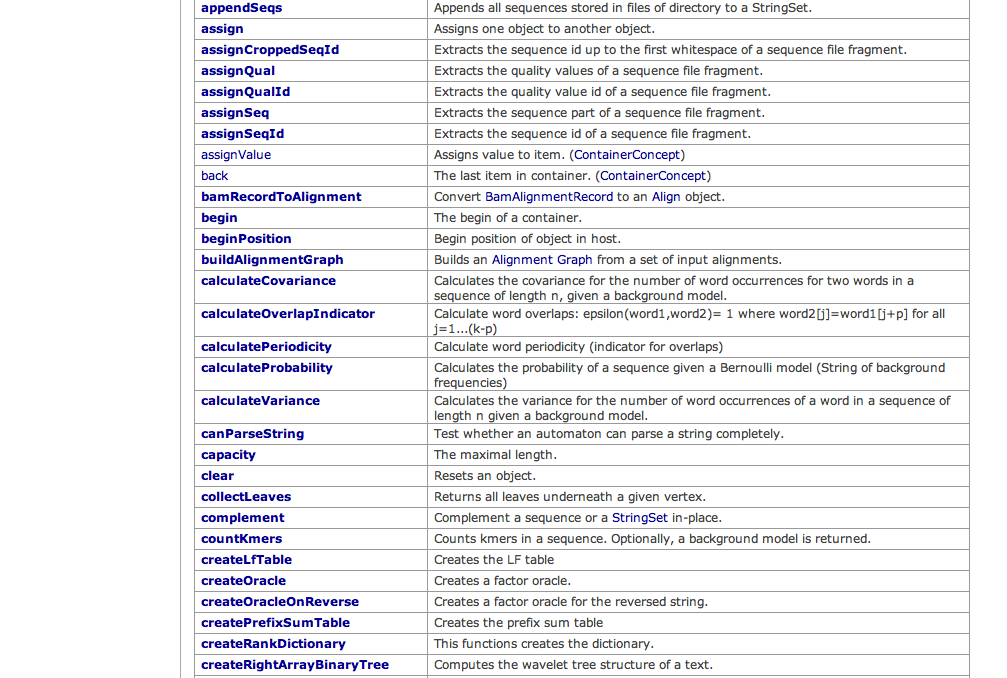 appendSeqs Appends all sequences stored in files of directory to a StringSet.
assign Assigns one object to another object.
assignCroppedSeqId Extracts the sequence id up to the first whitespace of a sequence file fragment.
assignQual Extracts the quality values of a sequence file fragment.
assignQualId Extracts the quality value id of a sequence file fragment.
assignSeq Extracts the sequence part of a sequence file fragment.
assignSeqId Extracts the sequence id of a sequence file fragment.
assignValue Assigns value to item. (ContainerConcept)
back The last item in container. (ContainerConcept)
bamRecordToAlignment Convert BamAlignmentRecord to an Align object.
begin The begin of a container.
beginPosition Begin position of object in host.
buildAlignmentGraph Builds an Alignment Graph from a set of input alignments.
calculateCovariance Calculates the covariance for the number of word occurrences for two words in a
sequence of length n, given a background model.
calculateOverlapIndicator Calculate word overlaps: epsilon(word1,word2)= 1 where word2[j]=word1[j+p] for all
j=1...(k-p)
calculatePeriodicity Calculate word periodicity (indicator for overlaps)
calculateProbability Calculates the probability of a sequence given a Bernoulli model (String of background
frequencies)
calculateVariance Calculates the variance for the number of word occurrences of a word in a sequence of
length n given a background model.
canParseString Test whether an automaton can parse a string completely.
capacity The maximal length.
clear Resets an object.
collectLeaves Returns all leaves underneath a given vertex.
complement Complement a sequence or a StringSet in-place.
countKmers Counts kmers in a sequence. Optionally, a background model is returned.
createLfTable Creates the LF table
createOracle Creates a factor oracle.
createOracleOnReverse Creates a factor oracle for the reversed string.
createPrefixSumTable Creates the prefix sum table
createRankDictionary This functions creates the dictionary.
createRightArrayBinaryTree Computes the wavelet tree structure of a text.